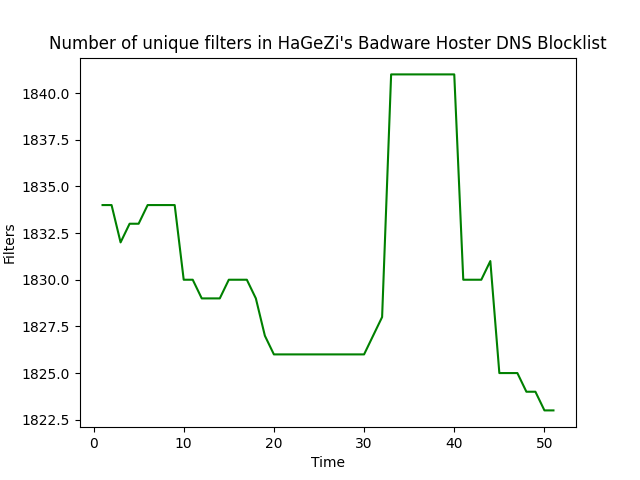 Number of unique filters in HaGeZi's Badware Hoster DNS Blocklist
1840.0
1837.5
1835.0
1832.5
1830.0
1827.5
1825.0
1822.5
Filters
0 10 20 30 40 50
Time